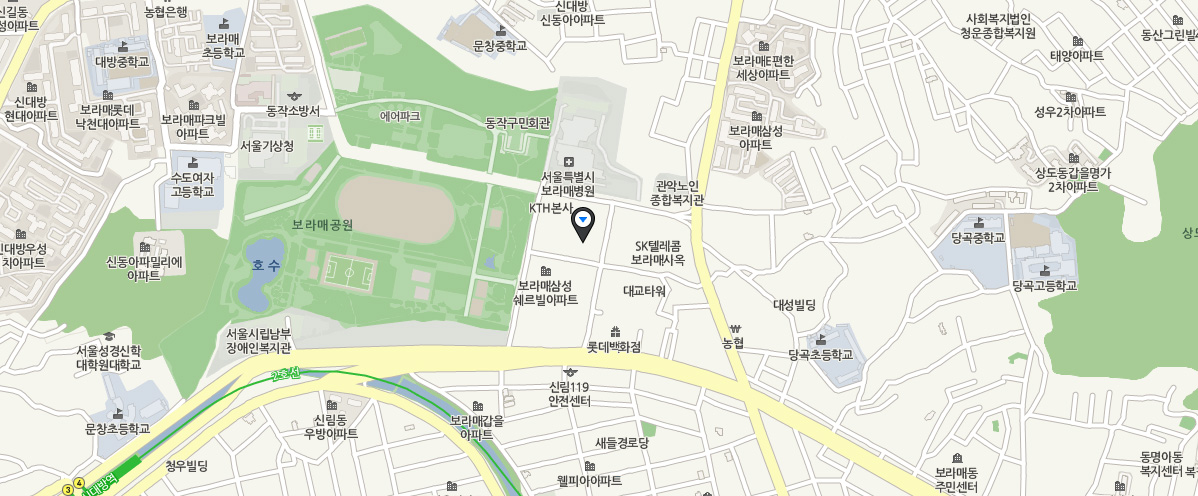 신길동
성아파트
농협은행
보라매
초등학교
대방중학교
신대방
현대아파트
보라매롯데
낙천대아파트
보라매파크빌
아파트
동작소방서
서울기상청
수도여자
고등학교
에어파크
동작구민회관
문창중학교
신대방
신동아아파트
서울특별시
보라매병원
KTH본사
관악노인
종합복지관
보라매E편한
세상아파트
보라매삼성
아파트
사회복지법인
청운종합복지원
태양아파트
동산그린빌
성우2차아파트
상도동갑을명가
2차아파트
당곡중학교
당곡고등학교
상도
보라매공원
호수
신대방우성
차아파트
신동아파밀리에
아파트
SK텔레콤
보라매사옥
보라매삼성
쉐르빌아파트
대교타워
대성빌딩
롯데백화점
농협
당곡초등학교
서울시립남부
장애인복지관
서울성경신학
대학원대학교
2호선
신림119
안전센터
문창초등학교
신림동
우방아파트
보라매갑을
아파트
새들경로당
청우빌딩
신대방역
3 4
웰피아아파트
보라매동
주민센터
동명아동
복지센터
복